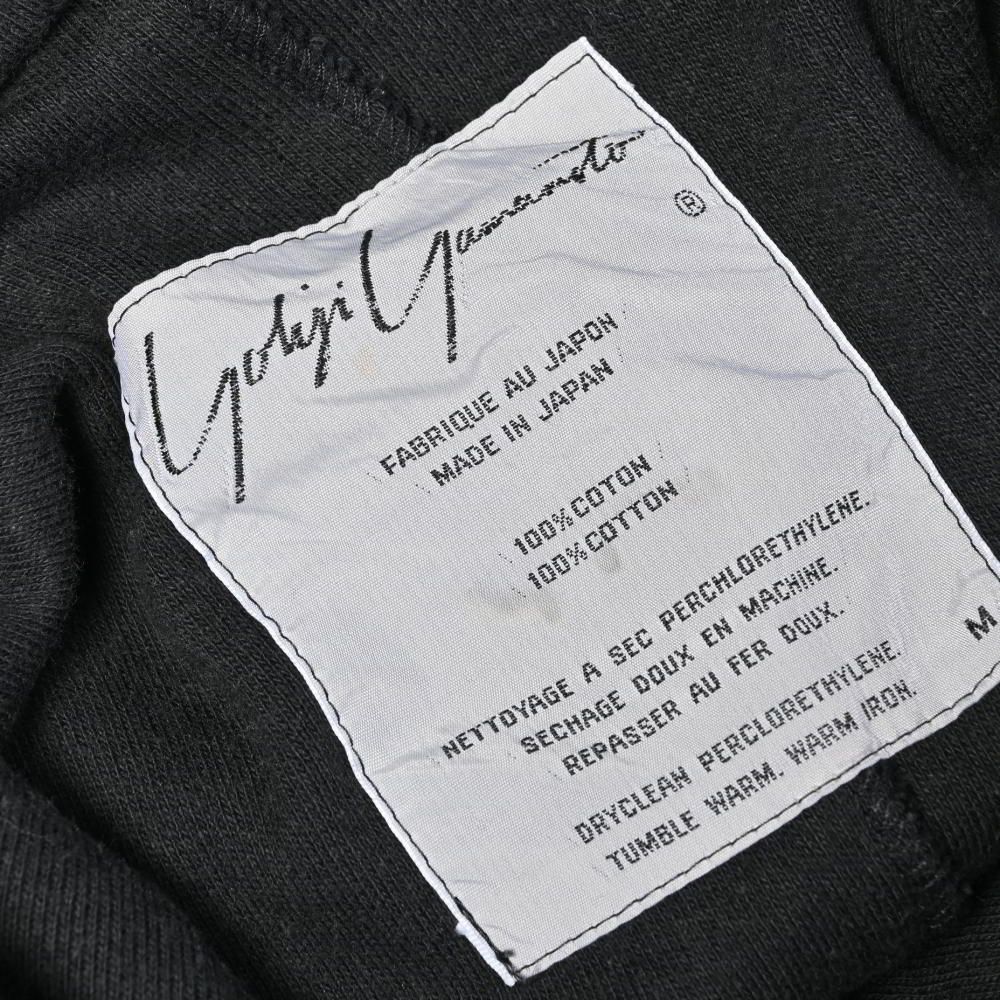 Yohji Yamamoto
®
FABRIQUE AU JAPON
MADE IN JAPAN
100% COTON
100% COTTON
NETTOYAGE A SEC PERCHLORETHYLENE.
SECHAGE DOUX EN MACHINE.
REPASSER AU FER DOUX.
DRYCLEAN PERCLORETHYLENE.
TUMBLE WARM. WARM IRON.
M